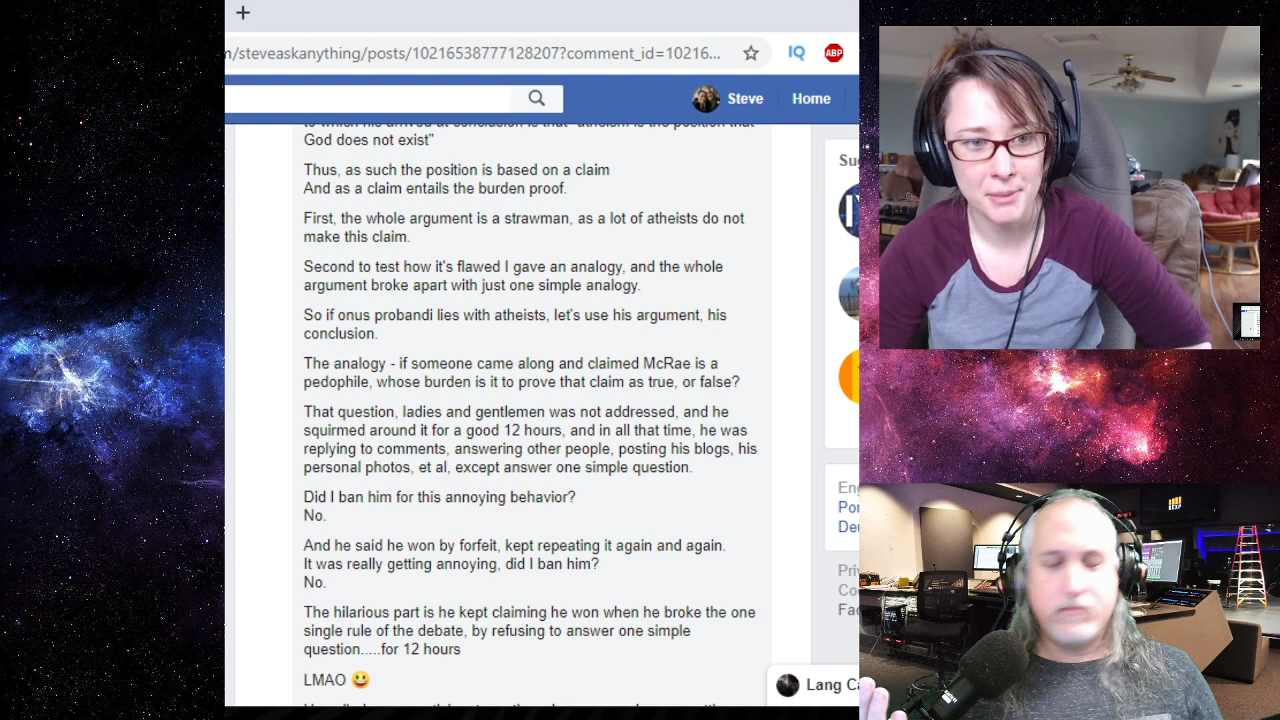 /steveaskanything/posts/10216538777128207?comment_id=10216...
IQ
ABP
Steve
Home
God does not exist"
Thus, as such the position is based on a claim
And as a claim entails the burden proof.
First, the whole argument is a strawman, as a lot of atheists do not
make this claim.
Second to test how it's flawed I gave an analogy, and the whole
argument broke apart with just one simple analogy.
So if onus probandi lies with atheists, let's use his argument, his
conclusion.
The analogy - if someone came along and claimed McRae is a
pedophile, whose burden is it to prove that claim as true, or false?
That question, ladies and gentlemen was not addressed, and he
squirmed around it for a good 12 hours, and in all that time, he was
replying to comments, answering other people, posting his blogs, his
personal photos, et al, except answer one simple question.
Did I ban him for this annoying behavior?
No.
And he said he won by forfeit, kept repeating it again and again.
It was really getting annoying, did I ban him?
No.
The hilarious part is he kept claiming he won when he broke the one
single rule of the debate, by refusing to answer one simple
question.....for 12 hours
LMAO 😃
Su
Eng
Por
Deu
Priv
Coo
Fac
Lang Ca